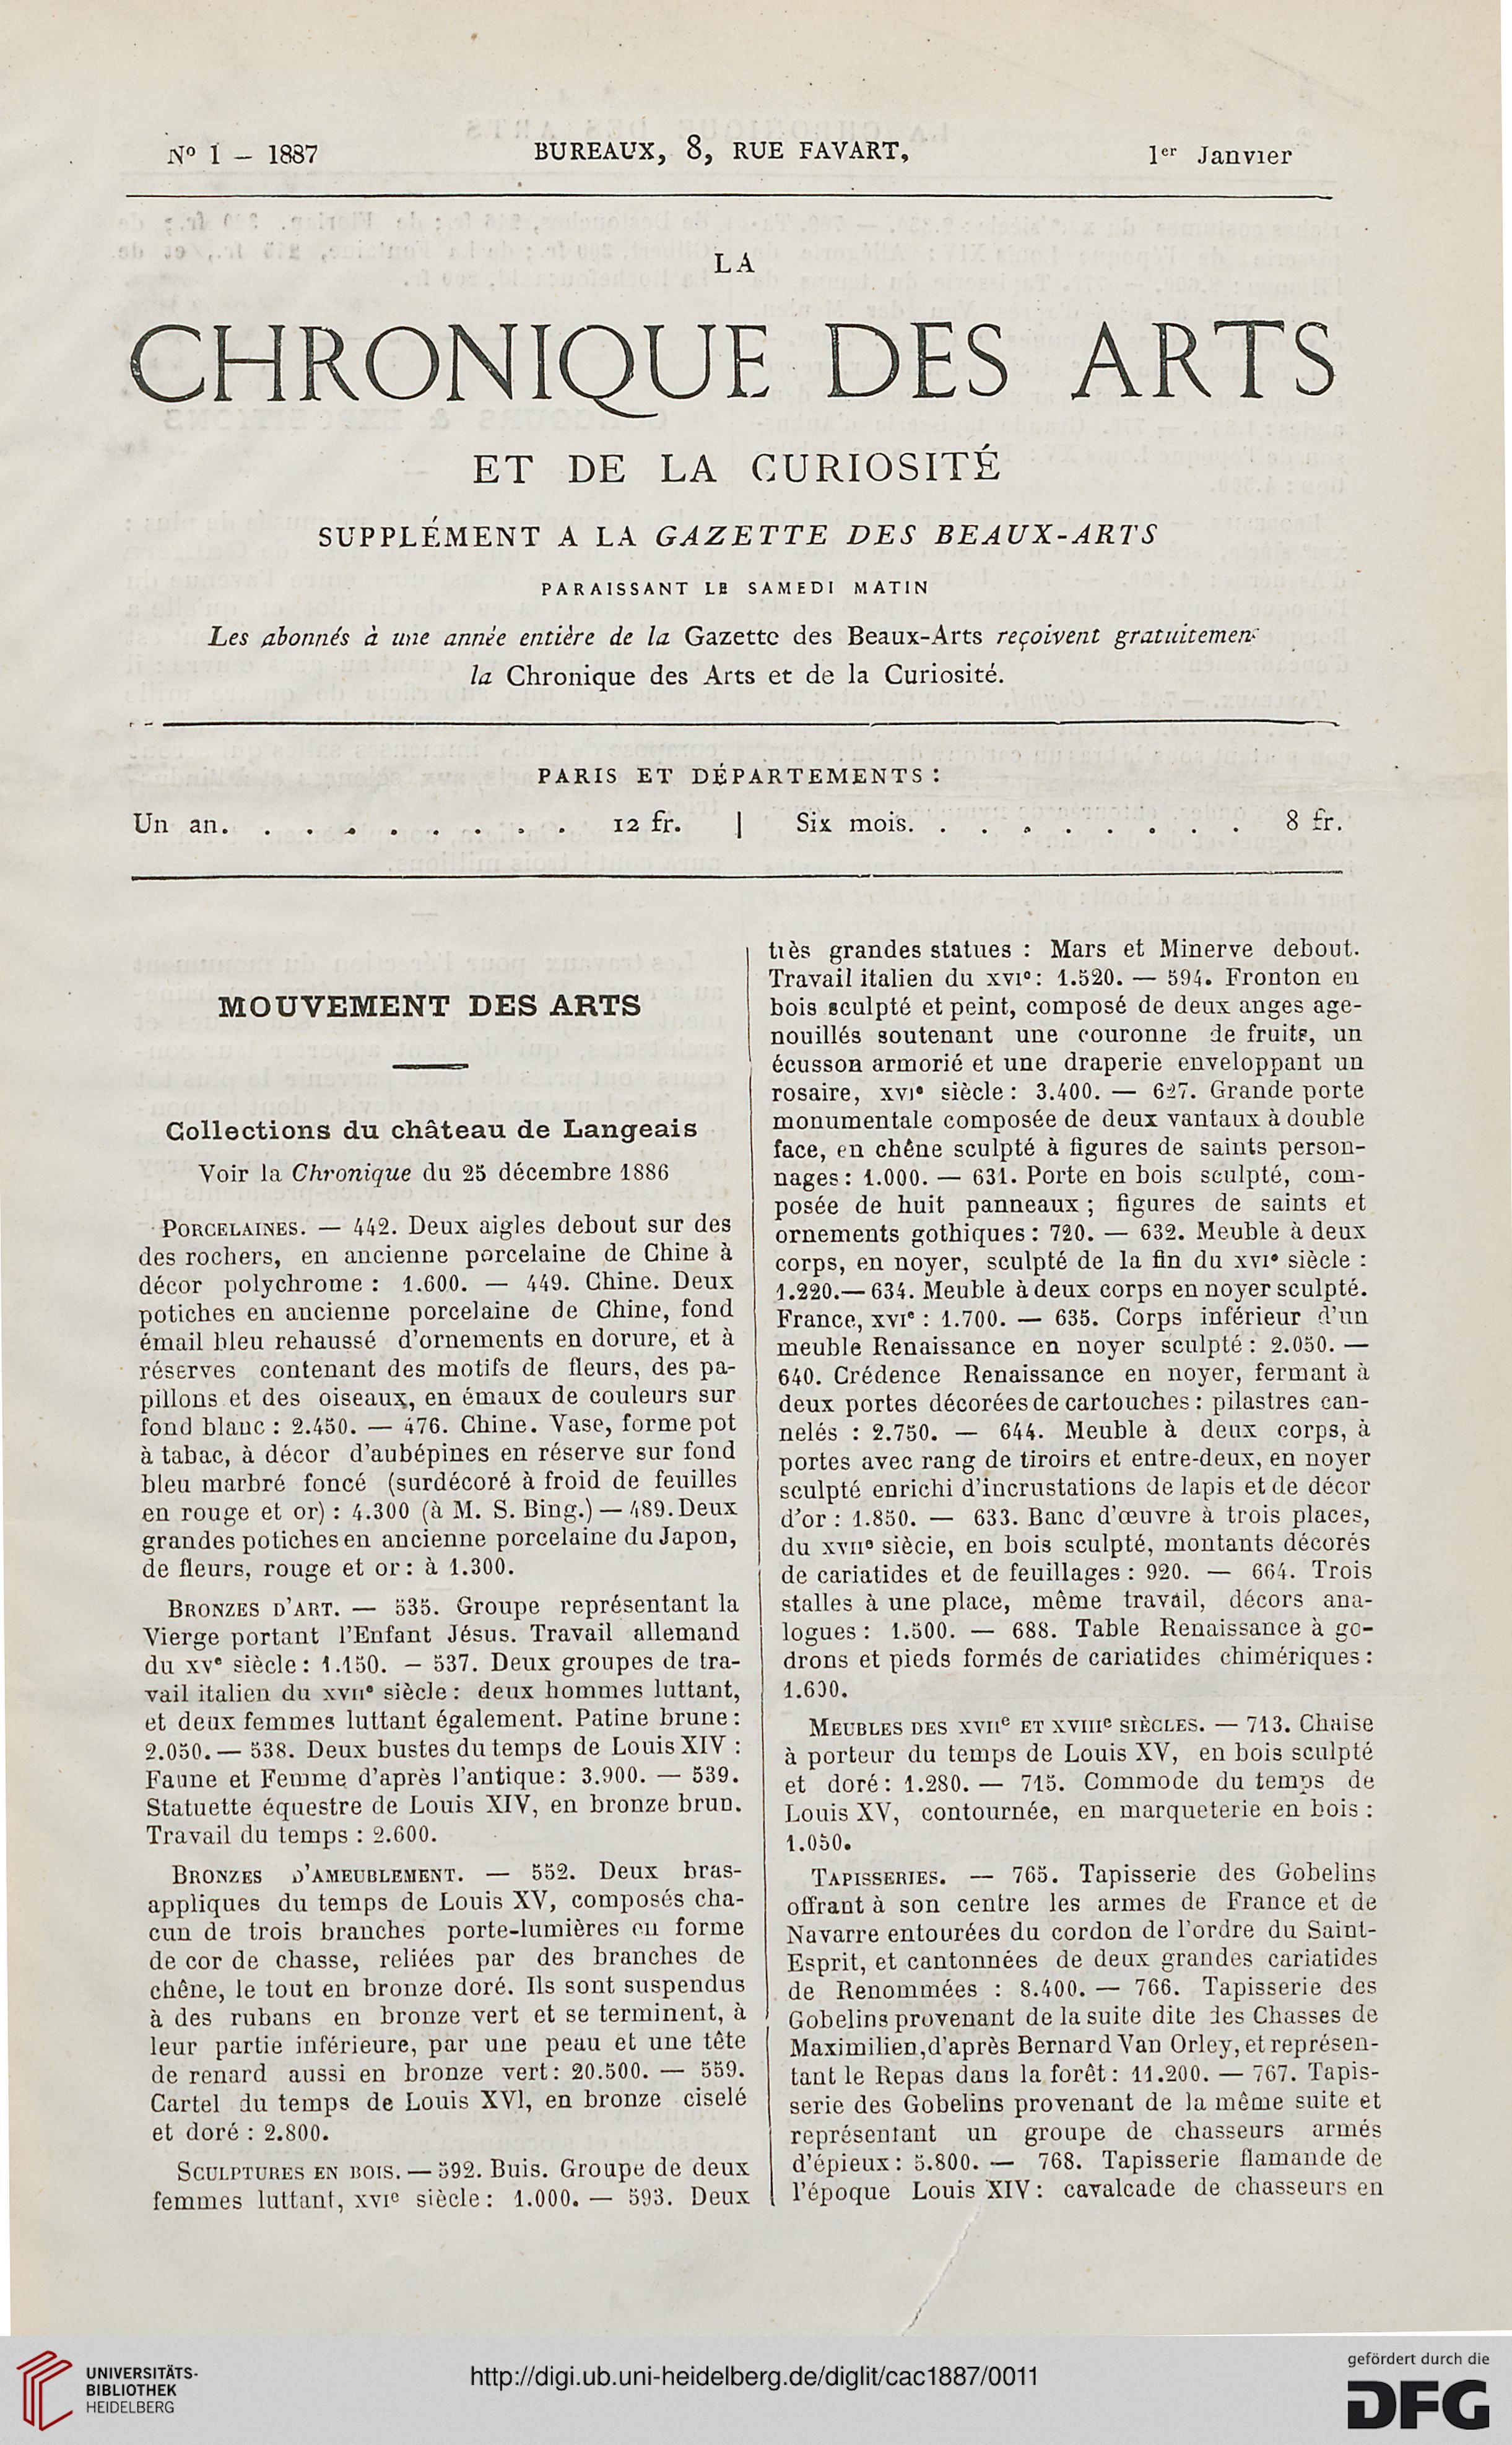 N° 1 — 1887
BUREAUX, 8, RUE FAVART,
1er Janvier
LA
CHRONIQUE DES ARTS
ET DE LA CURIOSITÉ
SUPPLÉMENT A LA GAZETTE DES BEAUX-ARTS
PARAISSANT LE SAMEDI MATIN
Les abonnés à une année entière de la Gazette des Beaux-Arts reçoivent gratuitement
la Chronique des Arts et de la Curiosité.
PARIS ET DÉPARTEMENTS :
Un an. . . . . . . . . 12 fr. | Six mois. . . . . . . . . 8 fr.
MOUVEMENT DES ARTS
Collections du château de Langeais
Voir la Chronique du 25 décembre 1886
PORCELAINES. — 442. Deux aigles debout sur des
des rochers, en ancienne porcelaine de Chine à
décor polychrome : 1.600. — 449. Chine. Deux
potiches en ancienne porcelaine de Chine, fond
émail bleu rehaussé d'ornements en dorure, et à
réserves contenant des motifs de fleurs, des pa-
pillons et des oiseaux, en émaux de couleurs sur
fond blanc : 2.450. — 476. Chine. Vase, forme pot
à tabac, à décor d'aubépines en réserve sur fond
bleu marbré foncé (surdécoré à froid de feuilles
en rouge et or) : 4.300 (à M. S. Bing.) — 489. Deux
grandes potiches en ancienne porcelaine du Japon,
de fleurs, rouge et or : à 1.300.
BRONZES D'ART. — 535. Groupe représentant la
Vierge portant l'Enfant Jésus. Travail allemand
du XVe siècle : 1.150. — 537. Deux groupes de tra-
vail italien du XVIIe siècle : deux hommes luttant,
et deux femmes luttant également. Patine brune :
2.050. — 538. Deux bustes du temps de Louis XIV :
Faune et Femme d'après l'antique : 3.900. — 539.
Statuette équestre de Louis XIV, en bronze brun.
Travail du temps : 2.600.
BRONZES D'AMEUBLEMENT. — 552. Deux bras-
appliques du temps de Louis XV, composés cha-
cun de trois branches porte-lumières en forme
de cor de chasse, reliées par des branches de
chêne, le tout en bronze doré. Ils sont suspendus
à des rubans en bronze vert et se terminent, à
leur partie inférieure, par une peau et une tête
de renard aussi en bronze vert : 20.500. — 559.
Cartel du temps de Louis XVI, en bronze ciselé
et doré : 2.800.
SCULPTURES EN BOIS. — 592. Buis. Groupe de deux
femmes luttant, XVIe siècle : 1.000. — 593. Deux
très grandes statues : Mars et Minerve debout.
Travail italien du XVIe : 1.520. — 594. Fronton en
bois sculpté et peint, composé de deux anges age-
nouillés soutenant une couronne de fruits, un
écusson armorié et une draperie enveloppant un
rosaire, XVIe siècle : 3.400. — 627. Grande porte
monumentale composée de deux vantaux à double
face, en chêne sculpté à figures de saints person-
nages : 1.000. — 631. Porte en bois sculpté, com-
posée de huit panneaux ; figures de saints et
ornements gothiques : 720. — 632. Meuble à deux
corps, en noyer, sculpté de la fin du XVIe siècle :
1.220. — 634. Meuble à deux corps en noyer sculpté.
France, XVIe : 1.700. — 635. Corps inférieur d'un
meuble Renaissance en noyer sculpté : 2.050. —
640. Crédence Renaissance en noyer, fermant à
deux portes décorées de cartouches : pilastres can-
nelés : 2.750. — 644. Meuble à deux corps, à
portes avec rang de tiroirs et entre-deux, en noyer
sculpté enrichi d'incrustations de lapis et de décor
d'or : 1.850. — 633. Banc d'œuvre à trois places,
du XVIIe siècie, en bois sculpté, montants décorés
de cariatides et de feuillages : 920. — 664. Trois
stalles à une place, même travail, décors ana-
logues : 1.500. — 688. Table Renaissance à go-
drons et pieds formés de cariatides chimériques :
1.600.
MEUBLES DES XVIIe ET XVIIIe SIÈCLES. — 713. Chaise
à porteur du temps de Louis XV, en bois sculpté
et doré : 1.280. — 715. Commode du temps de
Louis XV, contournée, en marqueterie en bois :
1.050.
TAPISSERIES. — 765. Tapisserie des Gobelins
offrant à son centre les armes de France et de
Navarre entourées du cordon de l'ordre du Saint-
Esprit, et cantonnées de deux grandes cariatides
de Renommées : 8.400. — 766. Tapisserie des
Gobelins provenant de la suite dite des Chasses de
Maximilien, d'après Bernard Van Orley, et représen-
tant le Repas dans la forêt : 11.200. — 767. Tapis-
serie des Gobelins provenant de la même suite et
représentant un groupe de chasseurs armés
d'épieux : 5.800. — 768. Tapisserie flamande de
l'époque Louis XIV : cavalcade de chasseurs en
UNIVERSITÄTS-
BIBLIOTHEK
HEIDELBERG
http://digi.ub.uni-heidelberg.de/diglit/cac1887/0011
gefördert durch die
DFG